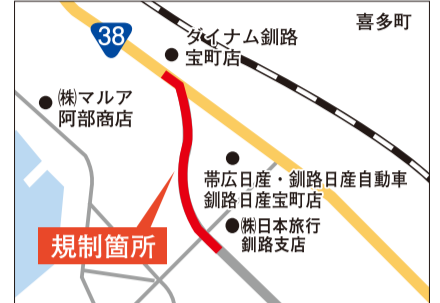 喜多町
38
ダイナム釧路
宝町店
㈱マルア
阿部商店
帯広日産・釧路日産自動車
釧路日産宝町店
㈱日本旅行
釧路支店
規制箇所